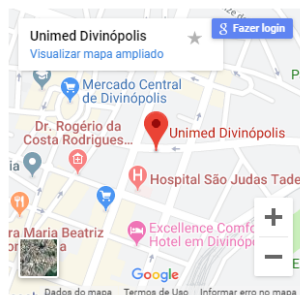 Unimed Divinópolis
Visualizar mapa ampliado
Fazer login
Mercado Central
de Divinópolis
P
Dr. Rogério da
Costa Rodrigues...
Unimed Divinópolis
ia
Hospital São Judas Tade
ra Maria Beatriz
Excellence Comfo
Hotel em Divinópo
E
Google
Dados do mapa
Termos de Uso
Informar erro no mapa